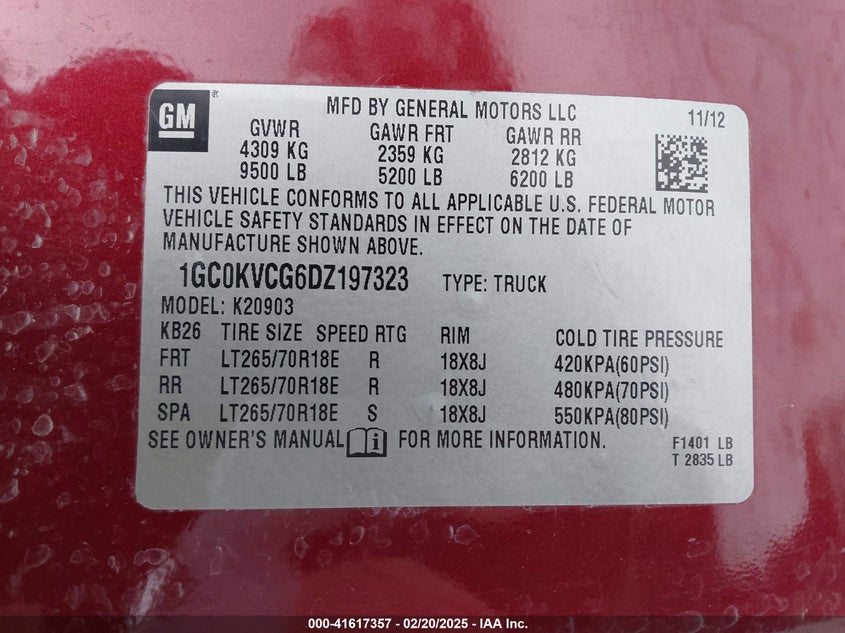 GM ®
MFD BY GENERAL MOTORS LLC 11/12
GVWR GAWR FRT GAWR RR
4309 KG 2359 KG 2812 KG
9500 LB 5200 LB 6200 LB
THIS VEHICLE CONFORMS TO ALL APPLICABLE U.S. FEDERAL MOTOR
VEHICLE SAFETY STANDARDS IN EFFECT ON THE DATE OF
MANUFACTURE SHOWN ABOVE.
1GC0KVCG6DZ197323 TYPE: TRUCK
MODEL: K20903
KB26 TIRE SIZE SPEED RTG RIM COLD TIRE PRESSURE
FRT LT265/70R18E R 18X8J 420KPA(60PSI)
RR LT265/70R18E R 18X8J 480KPA(70PSI)
SPA LT265/70R18E S 18X8J 550KPA(80PSI)
SEE OWNER'S MANUAL i FOR MORE INFORMATION.
F1401 LB
T 2835 LB
000-41617357 - 02/20/2025 - IAA Inc.